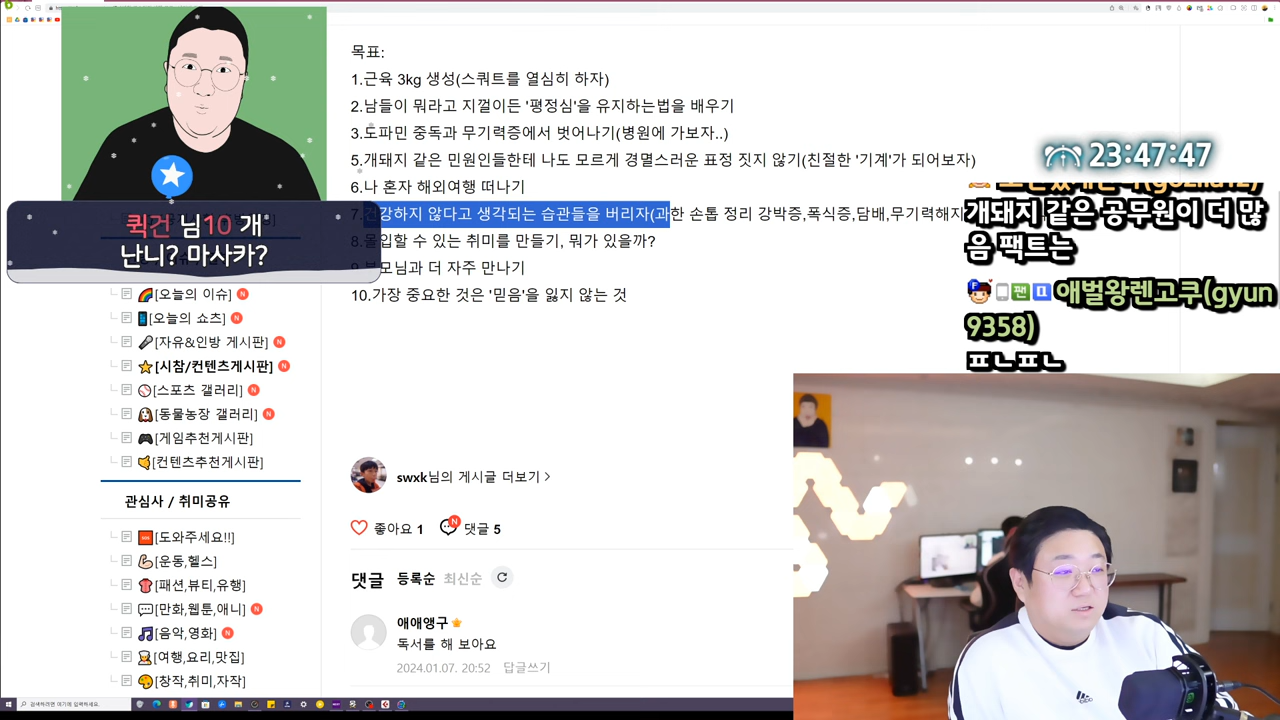 목표:
1.근육 3kg 생성(스쿼트를 열심히 하자)
2.남들이 뭐라고 지껄이든 '평정심'을 유지하는법을 배우기
3.도파민 중독과 무기력증에서 벗어나기(병원에 가보자..)
5.개돼지 같은 민원인들한테 나도 모르게 경멸스러운 표정 짓지 않기(친절한 '기계'가 되어보자)
6.나 혼자 해외여행 떠나기
7.건강하지 않다고 생각되는 습관들을 버리자(과한 손톱 정리 강박증,폭식증,담배,무기력해지
8.몰입할 수 있는 취미를 만들기, 뭐가 있을까?
9.부모님과 더 자주 만나기
10.가장 중요한 것은 '믿음'을 잃지 않는 것
퀵건 님10 개
난니? 마사카?
23:47:47
개돼지 같은 공무원이 더 많
음 팩트는
F 팬 애벌왕렌고쿠(gyun
9358)
ㅍㄴㅍㄴ
[오늘의 이슈] N
[오늘의 쇼츠] N
[자유&인방 게시판] N
[시참/컨텐츠게시판] N
[스포츠 갤러리] N
[동물농장 갤러리] N
[게임추천게시판]
[컨텐츠추천게시판]
관심사 / 취미공유
[도와주세요!!]
[운동,헬스]
[패션,뷰티,유행]
[만화,웹툰,애니] N
[음악,영화] N
[여행,요리,맛집]
[창작,취미,자작]
swxk님의 게시글 더보기 >
좋아요 1 N 댓글 5
댓글 등록순 최신순
애애앵구
독서를 해 보아요
2024.01.07. 20:52 답글쓰기
검색하려면 여기에 입력하세요.